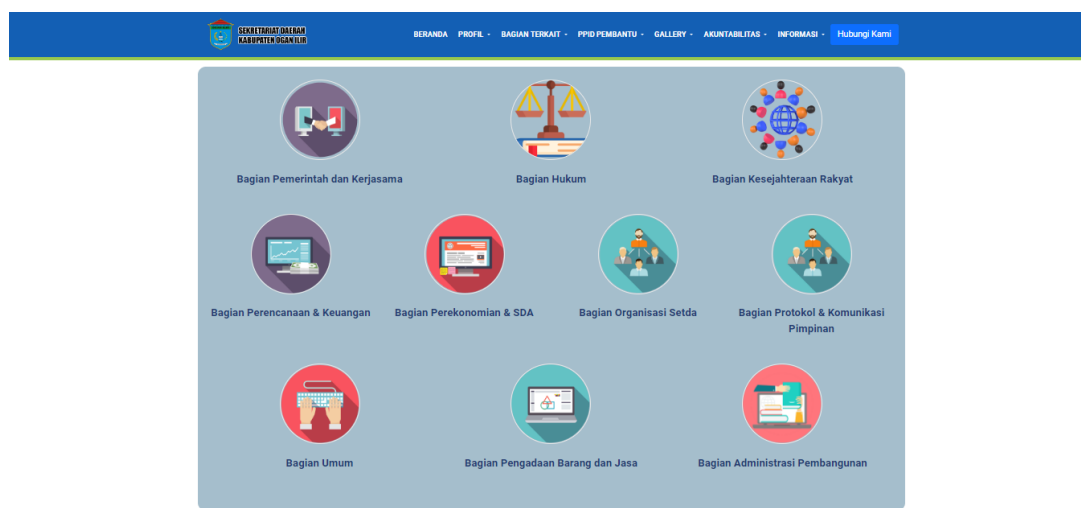 SEKRETARIAT DAERAH
KABUPATEN OGAN ILIR
BERANDA PROFIL BAGIAN TERKAIT PPID PEMBANTU GALLERY AKUNTABILITAS INFORMASI Hubungi Kami
Bagian Pemerintah dan Kerjasama Bagian Hukum Bagian Kesejahteraan Rakyat
Bagian Perencanaan & Keuangan Bagian Perekonomian & SDA Bagian Organisasi Setda Bagian Protokol & Komunikasi
Pimpinan
Bagian Umum Bagian Pengadaan Barang dan Jasa Bagian Administrasi Pembangunan